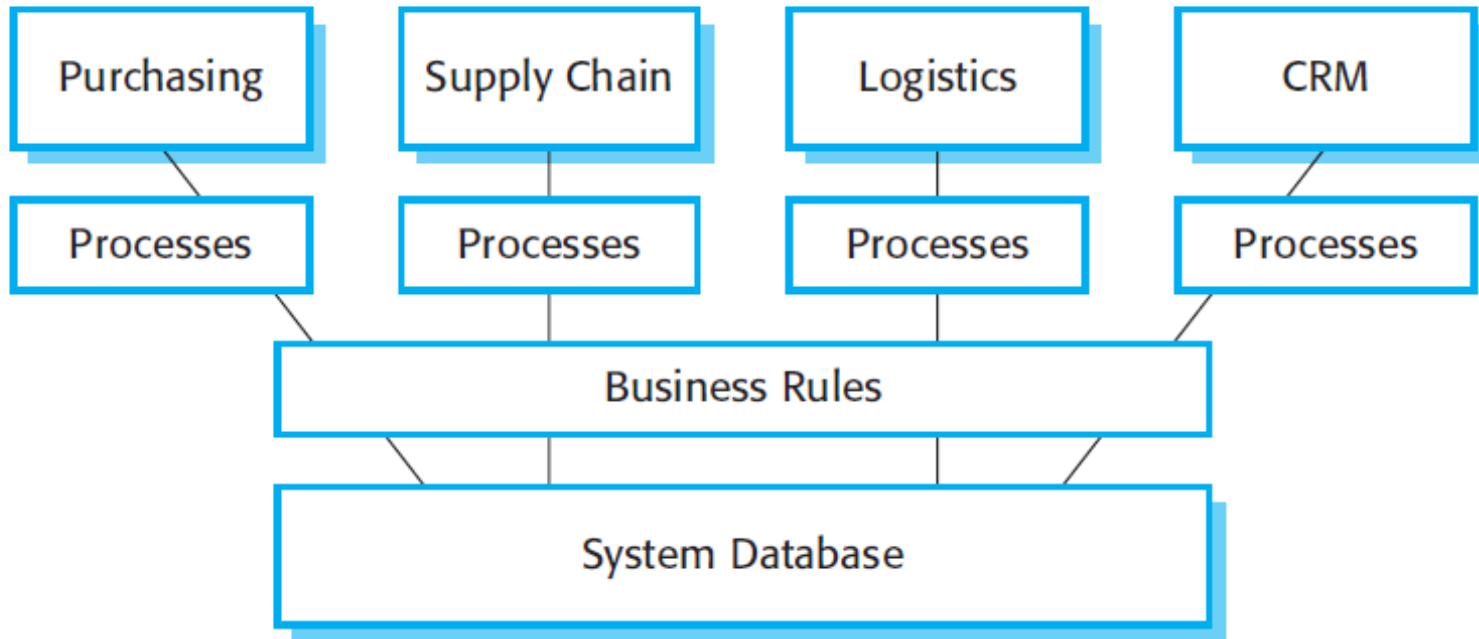 Purchasing
Supply Chain
Logistics
CRM
Processes
Processes
Processes
Processes
Business Rules
System Database